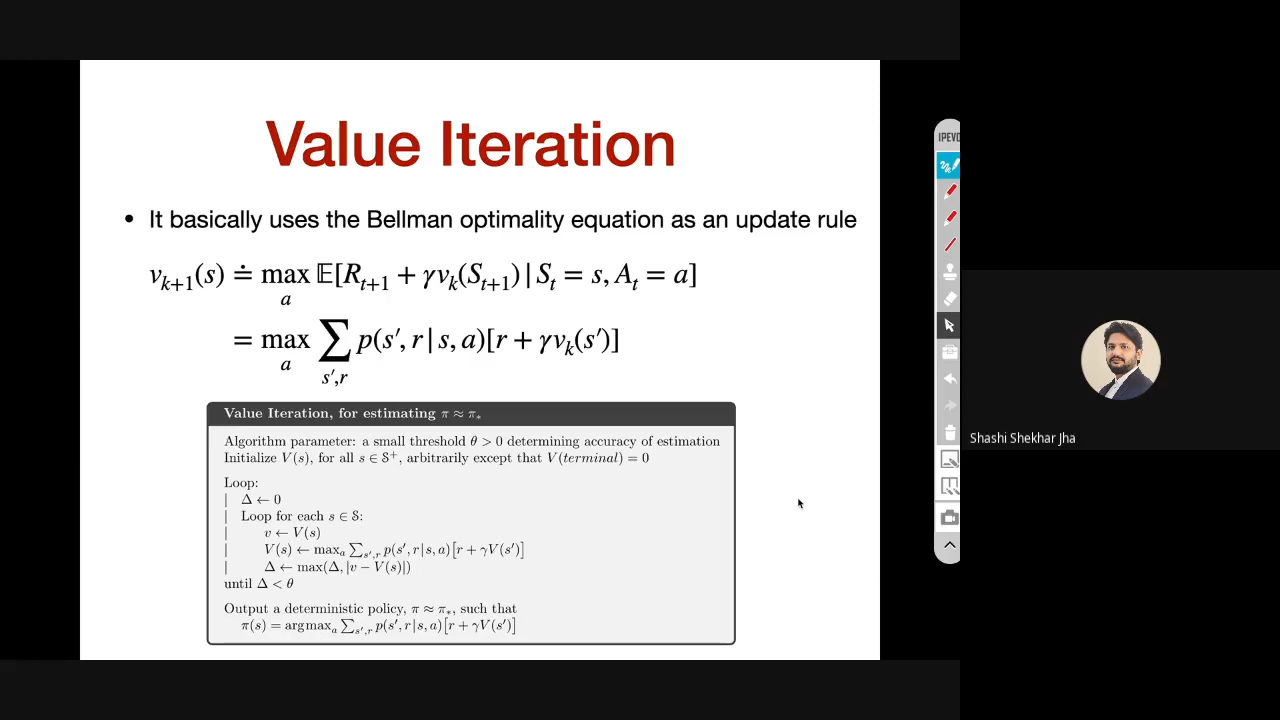 Value Iteration
• It basically uses the Bellman optimality equation as an update rule
v_{k+1}(s) ≐ max_a 𝔼[R_{t+1} + γv_k(S_{t+1}) | S_t = s, A_t = a]
= max_a ∑_{s′,r} p(s′, r | s, a)[r + γv_k(s′)]
Value Iteration, for estimating π ≈ π_*
Algorithm parameter: a small threshold θ > 0 determining accuracy of estimation
Initialize V(s), for all s ∈ 𝒮⁺, arbitrarily except that V(terminal) = 0
Loop:
| Δ ← 0
| Loop for each s ∈ 𝒮:
| v ← V(s)
| V(s) ← max_a ∑_{s′,r} p(s′, r | s, a)[r + γV(s′)]
| Δ ← max(Δ, |v − V(s)|)
until Δ < θ
Output a deterministic policy, π ≈ π_*, such that
π(s) = argmax_a ∑_{s′,r} p(s′, r | s, a)[r + γV(s′)]
IPEVO
Shashi Shekhar Jha